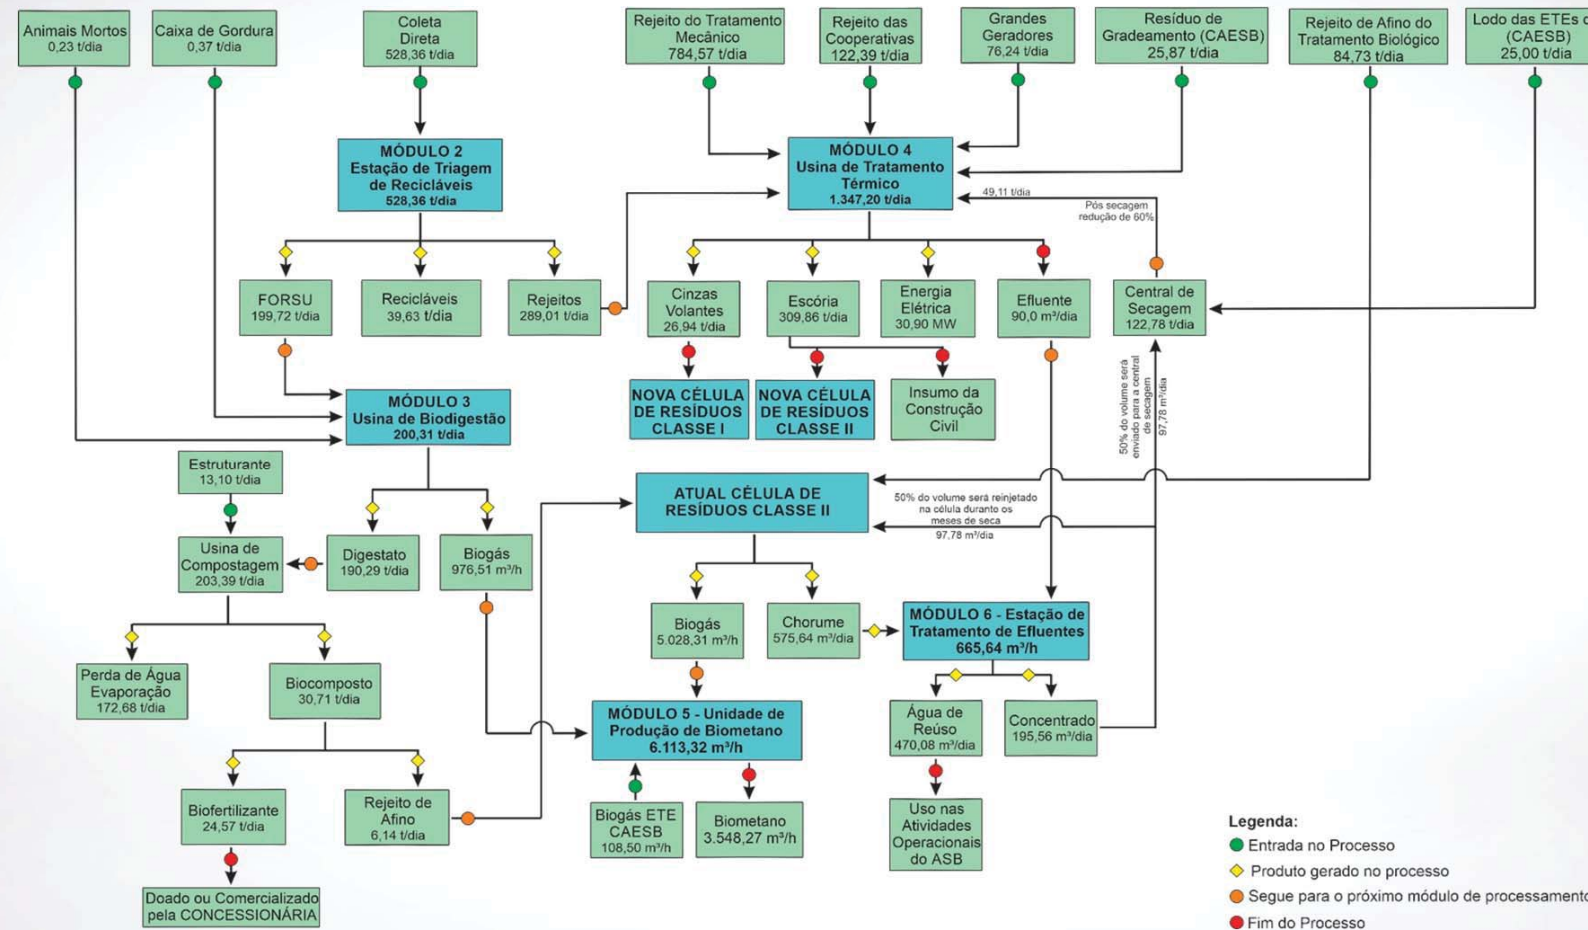 Animais Mortos
0,23 t/dia
Caixa de Gordura
0,37 t/dia
Coleta
Direta
528,36 t/dia
Rejeito do Tratamento
Mecânico
784,57 t/dia
Rejeito das
Cooperativas
122,39 t/dia
Grandes
Geradores
76,24 t/dia
Resíduo de
Gradeamento (CAESB)
25,87 t/dia
Rejeito de Afino do
Tratamento Biológico
84,73 t/dia
Lodo das ETEs d
(CAESB)
25,00 t/dia
MÓDULO 2
Estação de Triagem
de Recicláveis
528,36 t/dia
MÓDULO 4
Usina de Tratamento
Térmico
1.347,20 t/dia
49,11 t/dia
Pós secagem
redução de 60%
FORSU
199,72 t/dia
Recicláveis
39,63 t/dia
Rejeitos
289,01 t/dia
Cinzas
Volantes
26,94 t/dia
Escória
309,86 t/dia
Energia
Elétrica
30,90 MW
Efluente
90,0 m³/dia
Central de
Secagem
122,78 t/dia
MÓDULO 3
Usina de Biodigestão
200,31 t/dia
NOVA CÉLULA
DE RESÍDUOS
CLASSE I
NOVA CÉLULA
DE RESÍDUOS
CLASSE II
Insumo da
Construção
Civil
50% do volume será
enviado para a central
de secagem
97,78 m³/dia
Estruturante
13,10 t/dia
ATUAL CÉLULA DE
RESÍDUOS CLASSE II
50% do volume será reinjetado
na célula durante os
meses de seca
97,78 m³/dia
Usina de
Compostagem
203,39 t/dia
Digestato
190,29 t/dia
Biogás
976,51 m³/h
Biogás
5.028,31 m³/h
Chorume
575,64 m³/dia
MÓDULO 6 - Estação de
Tratamento de Efluentes
665,64 m³/h
Perda de Água
Evaporação
172,68 t/dia
Biocomposto
30,71 t/dia
MÓDULO 5 - Unidade de
Produção de Biometano
6.113,32 m³/h
Água de
Reúso
470,08 m³/dia
Concentrado
195,56 m³/dia
Biofertilizante
24,57 t/dia
Rejeito de
Afino
6,14 t/dia
Biogás ETE
CAESB
108,50 m³/h
Biometano
3.548,27 m³/h
Uso nas
Atividades
Operacionais
do ASB
Doado ou Comercializado
pela CONCESSIONÁRIA
Legenda:
Entrada no Processo
Produto gerado no processo
Segue para o próximo módulo de processamento
Fim do Processo